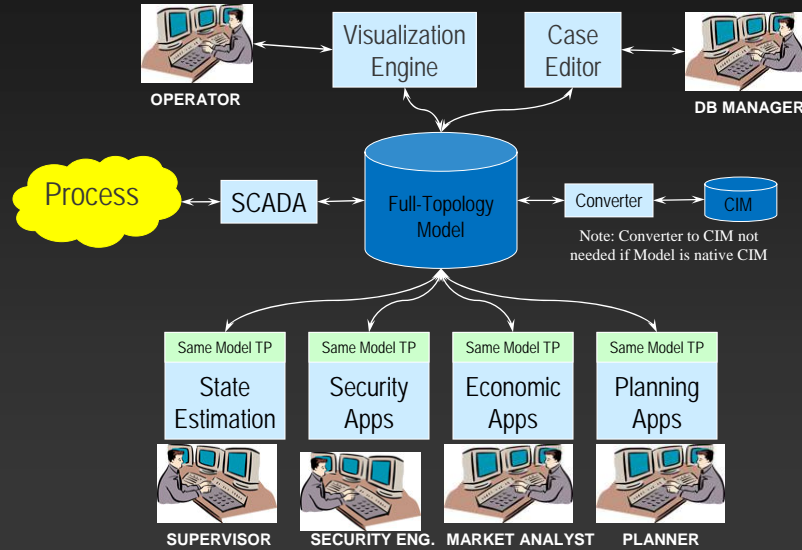 Visualization
Engine
Case
Editor
OPERATOR
DB MANAGER
Process
SCADA
Full-Topology
Model
Converter
CIM
Note: Converter to CIM not
needed if Model is native CIM
Same Model TP
State
Estimation
Same Model TP
Security
Apps
Same Model TP
Economic
Apps
Same Model TP
Planning
Apps
SUPERVISOR
SECURITY ENG.
MARKET ANALYST
PLANNER